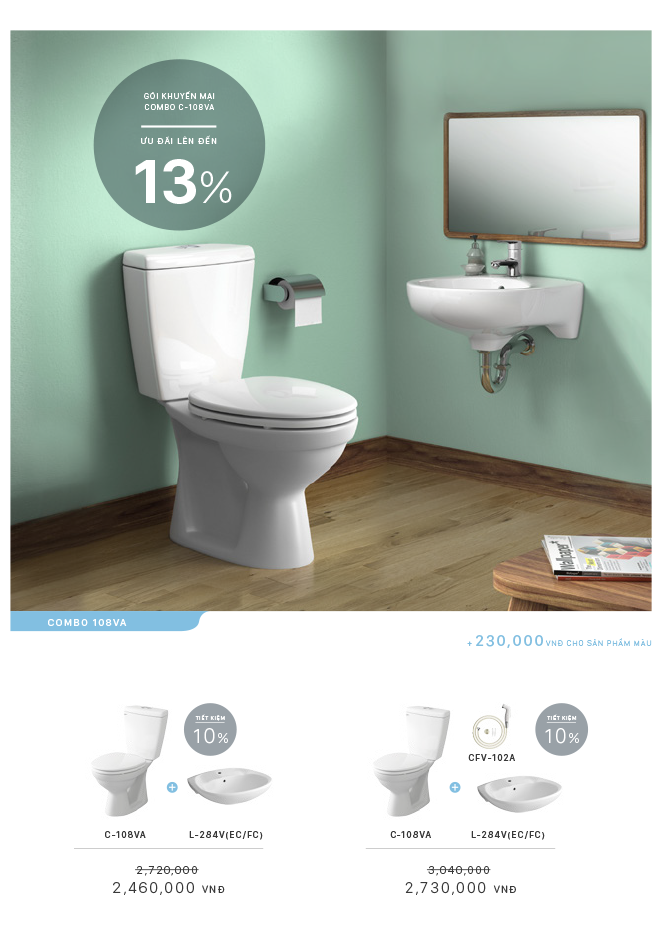 GÓI KHUYẾN MẠI
COMBO C-108VA
ƯU ĐÃI LÊN ĐẾN
13%
Wallpaper*
COMBO 108VA
+ 230,000 VNĐ CHO SẢN PHẨM MÀU
TIẾT KIỆM
10%
C-108VA
L-284V(EC/FC)
2,720,000
2,460,000 VNĐ
TIẾT KIỆM
10%
CFV-102A
C-108VA
L-284V(EC/FC)
3,040,000
2,730,000 VNĐ